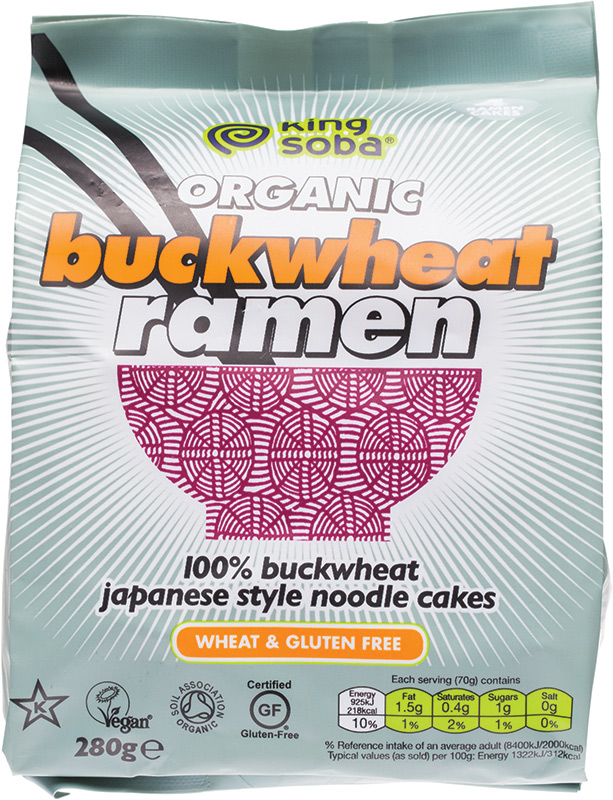 4 RAMEN
CAKES
king
soba®
ORGANIC
buckwheat
ramen
100% buckwheat
japanese style noodle cakes
WHEAT & GLUTEN FREE
K
Vegan®
SOIL ASSOCIATION
ORGANIC
Certified
GF
Gluten-Free
280g e
Each serving (70g) contains
Energy
925kJ
218kcal
10%
Fat
1.5g
1%
Saturates
0.4g
2%
Sugars
1g
1%
Salt
0g
0%
% Reference intake of an average adult (8400kJ/2000kcal)
Typical values (as sold) per 100g: Energy 1322kJ/312kcal